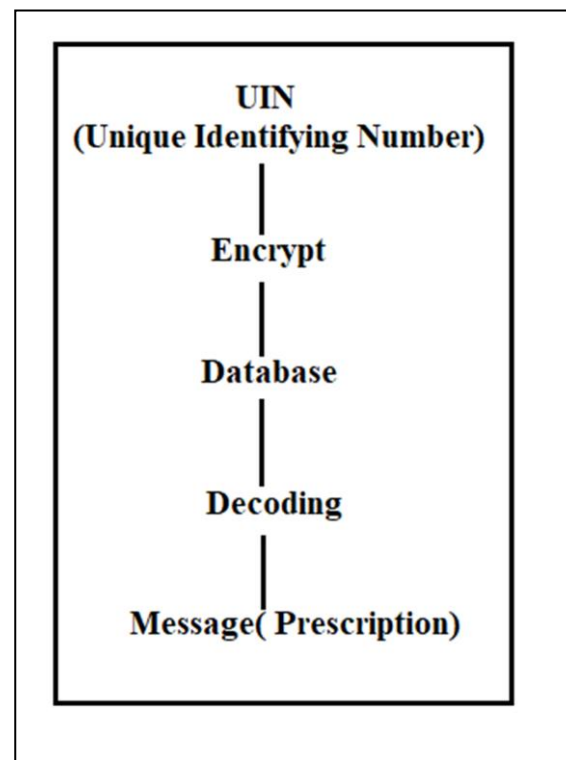 UIN
(Unique Identifying Number)
Encrypt
Database
Decoding
Message( Prescription)